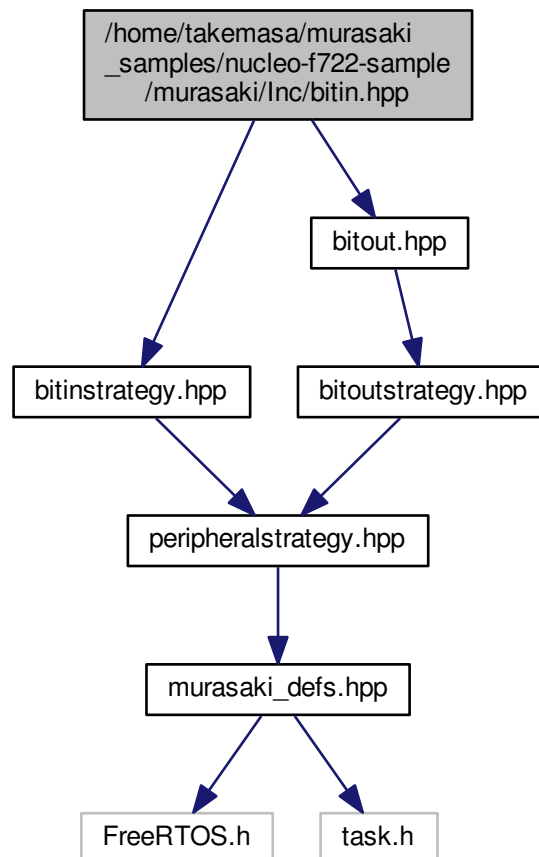 /home/takemasa/murasaki
_samples/nucleo-f722-sample
/murasaki/Inc/bitin.hpp
bitout.hpp
bitinstrategy.hpp
bitoutstrategy.hpp
peripheralstrategy.hpp
murasaki_defs.hpp
FreeRTOS.h
task.h